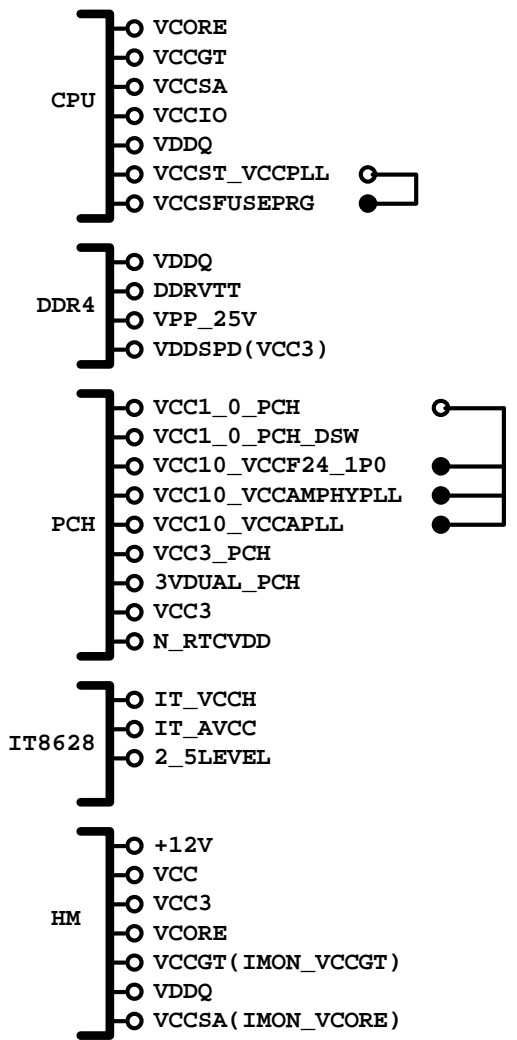 CPU
VCORE
VCCGT
VCCSA
VCCIO
VDDQ
VCCST_VCCPLL
VCCSFUSEPRG
DDR4
VDDQ
DDRVTT
VPP_25V
VDDSPD(VCC3)
PCH
VCC1_0_PCH
VCC1_0_PCH_DSW
VCC10_VCCF24_1P0
VCC10_VCCAMPHYPLL
VCC10_VCCAPLL
VCC3_PCH
3VDUAL_PCH
VCC3
N_RTCVDD
IT8628
IT_VCCH
IT_AVCC
2_5LEVEL
HM
+12V
VCC
VCC3
VCORE
VCCGT(IMON_VCCGT)
VDDQ
VCCSA(IMON_VCORE)